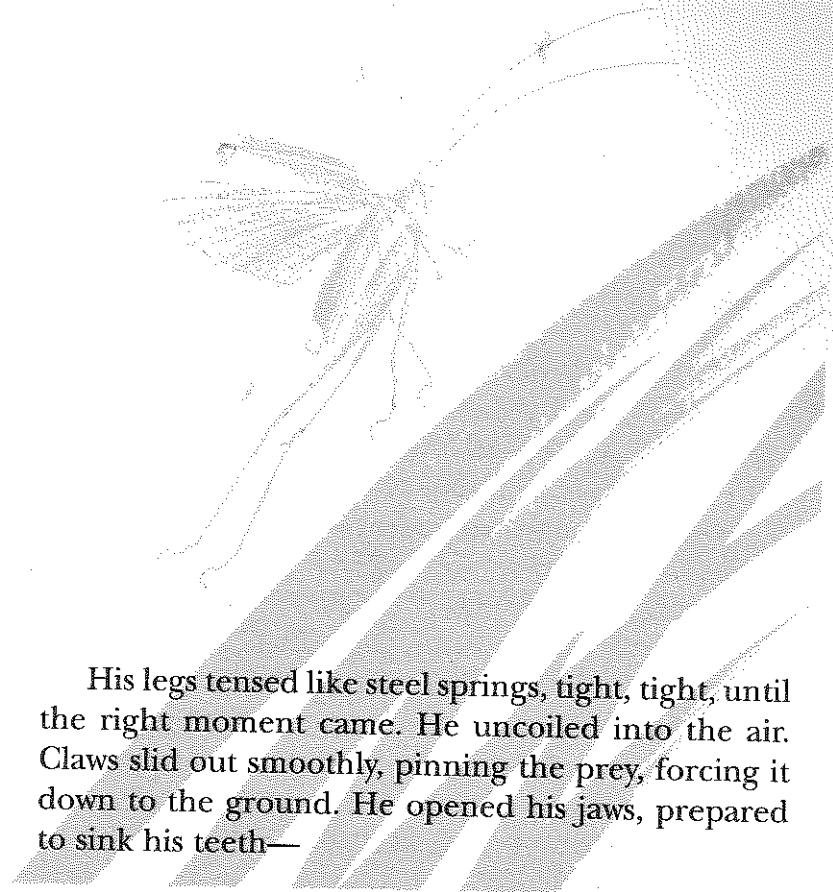 His legs tensed like steel springs, tight, tight, until
the right moment came. He uncoiled into the air.
Claws slid out smoothly, pinning the prey, forcing it
down to the ground. He opened his jaws, prepared
to sink his teeth—